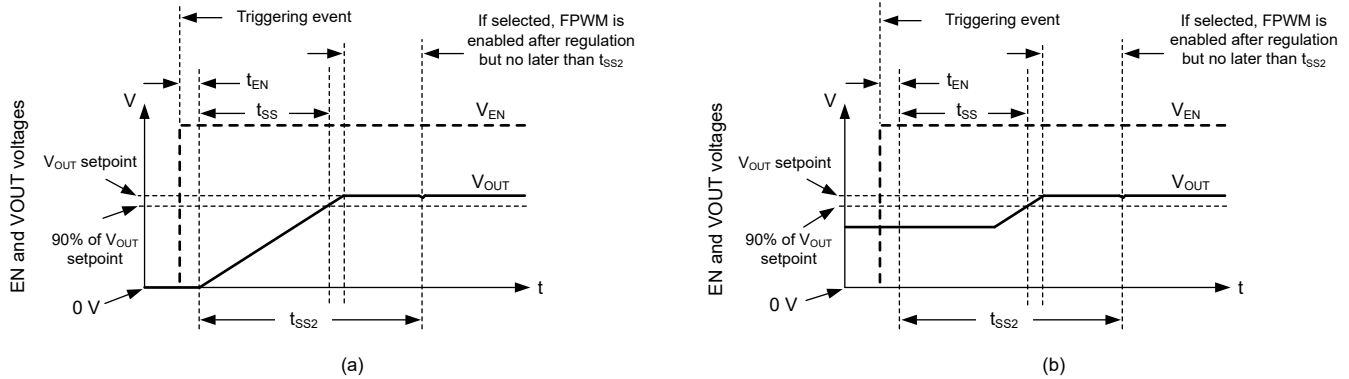 Triggering event
If selected, FPWM is
enabled after regulation
but no later than tSS2
tEN
tSS
V
VEN
EN and VOUT voltages
VOUT setpoint
VOUT
90% of VOUT
setpoint
0 V
t
tSS2
(a)
Triggering event
If selected, FPWM is
enabled after regulation
but no later than tSS2
tEN
tSS
V
VEN
EN and VOUT voltages
VOUT setpoint
VOUT
90% of VOUT
setpoint
0 V
t
tSS2
(b)